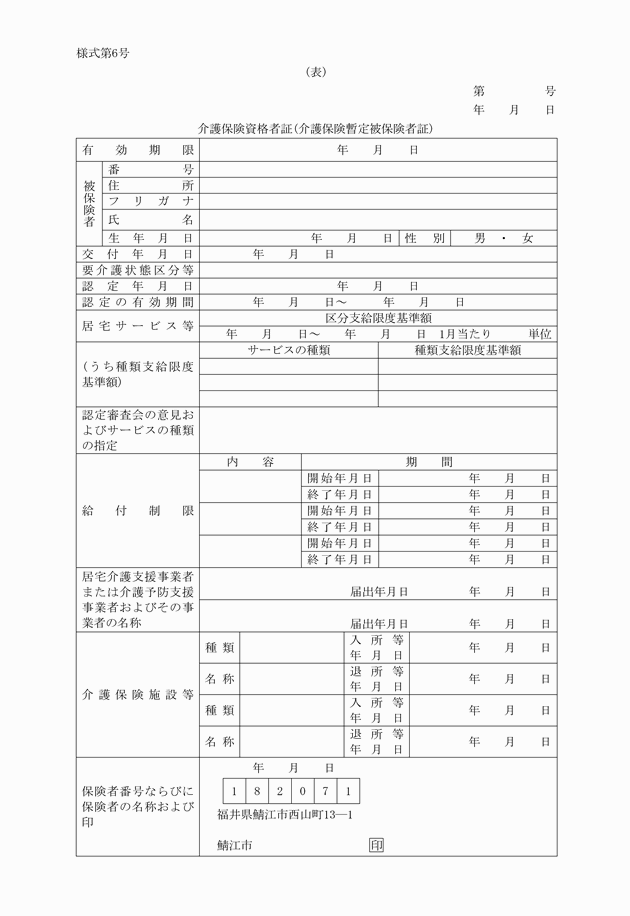 様式第6号
（表）
第　　号
年　月　日
介護保険資格者証（介護保険暫定被保険者証）
有効期限　年　月　日
被保険者
番号
住所
フリガナ
氏名
生年月日　年　月　日　性別　男・女
交付年月日　年　月　日
要介護状態区分等
認定年月日　年　月　日
認定の有効期間　年　月　日～　年　月　日
居宅サービス等
区分支給限度基準額
年　月　日～　年　月　日　1月当たり　単位
（うち種類支給限度
基準額）
サービスの種類　種類支給限度基準額
認定審査会の意見お
よびサービスの種類
の指定
給付制限
内容　期間
開始年月日　年　月　日
終了年月日　年　月　日
開始年月日　年　月　日
終了年月日　年　月　日
開始年月日　年　月　日
終了年月日　年　月　日
居宅介護支援事業者
または介護予防支援
事業者およびその事
業者の名称
届出年月日　年　月　日
届出年月日　年　月　日
介護保険施設等
種類　入所等
年月日　年　月　日
名称　退所等
年月日　年　月　日
種類　入所等
年月日　年　月　日
名称　退所等
年月日　年　月　日
保険者番号ならびに
保険者の名称および
印
年　月　日
1 8 2 0 7 1
福井県鯖江市西山町13―1
鯖江市　印